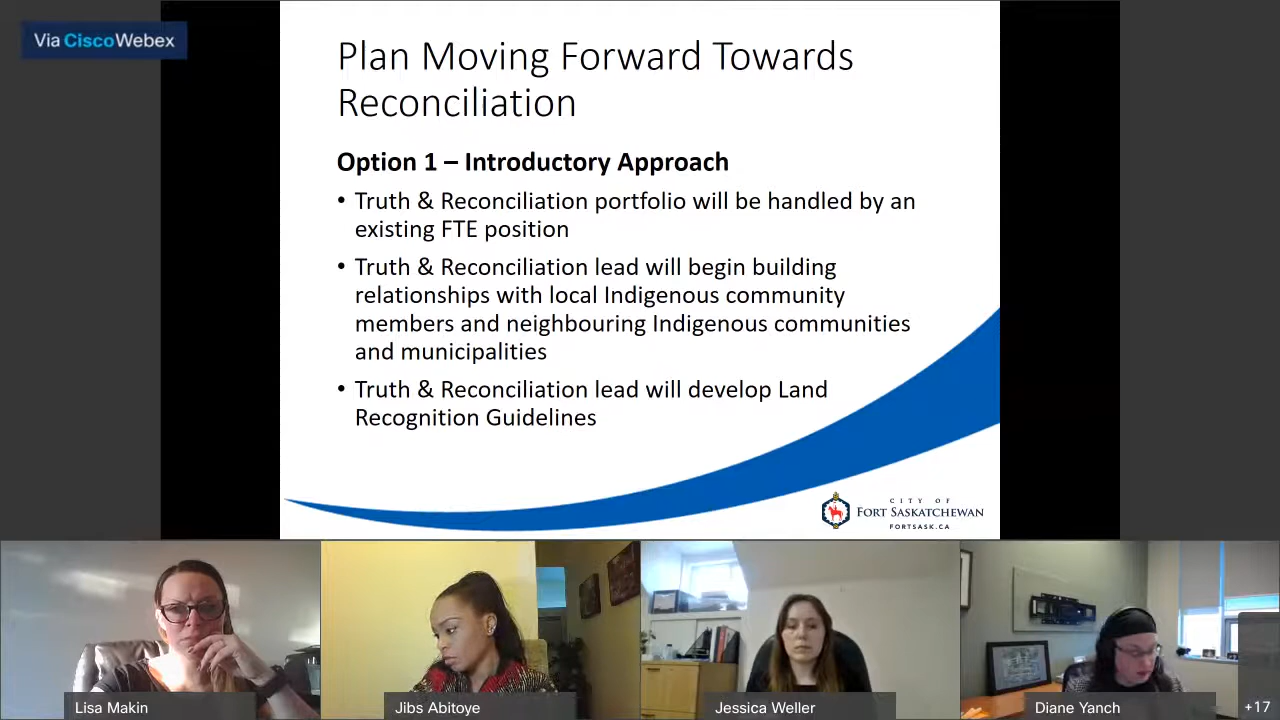 Via Cisco Webex
Plan Moving Forward Towards
Reconciliation
Option 1 – Introductory Approach
• Truth & Reconciliation portfolio will be handled by an
existing FTE position
• Truth & Reconciliation lead will begin building
relationships with local Indigenous community
members and neighbouring Indigenous communities
and municipalities
• Truth & Reconciliation lead will develop Land
Recognition Guidelines
CITY OF
FORT SASKATCHEWAN
FORTSASK.CA
Lisa Makin
Jibs Abitoye
Jessica Weller
Diane Yanch
+17